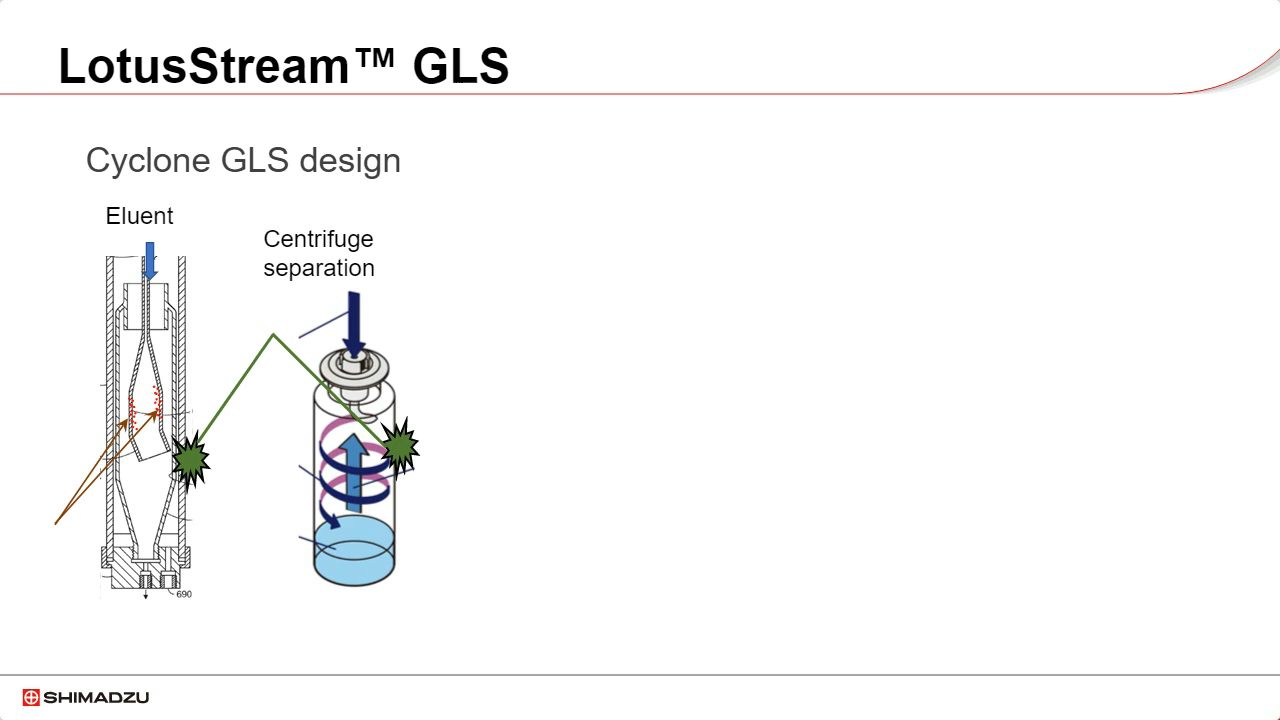 LotusStream™ GLS
Cyclone GLS design
Eluent
Centrifuge
separation
690
SHIMADZU